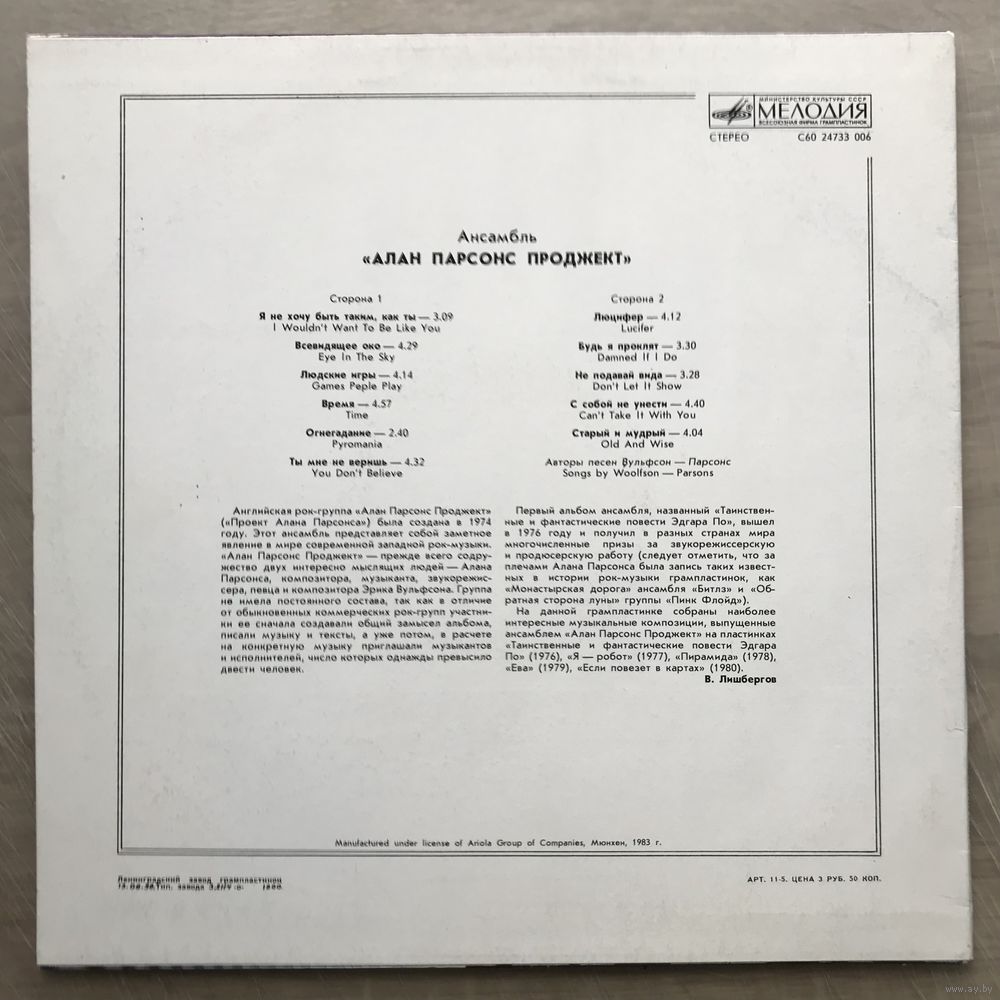 МИНИСТЕРСТВО КУЛЬТУРЫ СССР
МЕЛОДИЯ
ВСЕСОЮЗНАЯ ФИРМА ГРАМПЛАСТИНОК
СТЕРЕО
С60 24733 006
Ансамбль
«АЛАН ПАРСОНС ПРОДЖЕКТ»
Сторона 1
Я не хочу быть таким, как ты — 3.09
I Wouldn't Want To Be Like You
Всевидящее око — 4.29
Eye In The Sky
Людские игры — 4.14
Games Peple Play
Время — 4.57
Time
Огнегадание — 2.40
Pyromania
Ты мне не веришь — 4.32
You Don't Believe
Сторона 2
Люцифер — 4.12
Lucifer
Будь я проклят — 3.30
Damned If I Do
Не подавай вида — 3.28
Don't Let It Show
С собой не унести — 4.40
Can't Take It With You
Старый и мудрый — 4.04
Old And Wise
Авторы песен Вульфсон — Парсонс
Songs by Woolfson — Parsons
Английская рок-группа «Алан Парсонс Проджект»
(«Проект Алана Парсонса») была создана в 1974
году. Этот ансамбль представляет собой заметное
явление в мире современной западной рок-музыки.
«Алан Парсонс Проджект» — прежде всего содру-
жество двух интересно мыслящих людей — Алана
Парсонса, композитора, музыканта, звукорежис-
сера, певца и композитора Эрика Вульфсона. Группа
не имела постоянного состава, так как в отличие
от обыкновенных коммерческих рок-групп участни-
ки ее сначала создавали общий замысел альбома,
писали музыку и тексты, а уже потом, в расчете
на конкретную музыку приглашали музыкантов
и исполнителей, число которых однажды превысило
двести человек.
Первый альбом ансамбля, названный «Таинствен-
ные и фантастические повести Эдгара По», вышел
в 1976 году и получил в разных странах мира
многочисленные призы за звукорежиссерскую
и продюсерскую работу (следует отметить, что за
плечами Алана Парсонса была запись таких извест-
ных в истории рок-музыки грампластинок, как
«Монастырская дорога» ансамбля «Битлз» и «Об-
ратная сторона луны» группы «Пинк Флойд»).
На данной грампластинке собраны наиболее
интересные музыкальные композиции, выпущенные
ансамблем «Алан Парсонс Проджект» на пластинках
«Таинственные и фантастические повести Эдгара
По» (1976), «Я — робот» (1977), «Пирамида» (1978),
«Ева» (1979), «Если повезет в картах» (1980).
В. Лишбергов
Manufactured under license of Ariola Group of Companies, Мюнхен, 1983 г.
Ленинградский завод грампластинок
Тип. завода
АРТ. 11-5. ЦЕНА 3 РУБ. 50 КОП.
www.ay.by